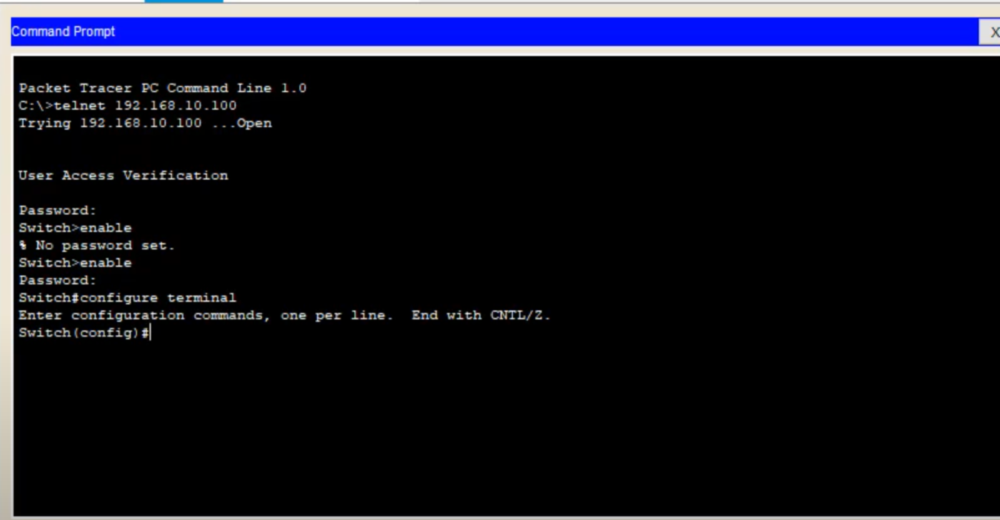 Command Prompt
X
Packet Tracer PC Command Line 1.0
C:\>telnet 192.168.10.100
Trying 192.168.10.100 ...Open
User Access Verification
Password:
Switch>enable
% No password set.
Switch>enable
Password:
Switch#configure terminal
Enter configuration commands, one per line.  End with CNTL/Z.
Switch(config)#